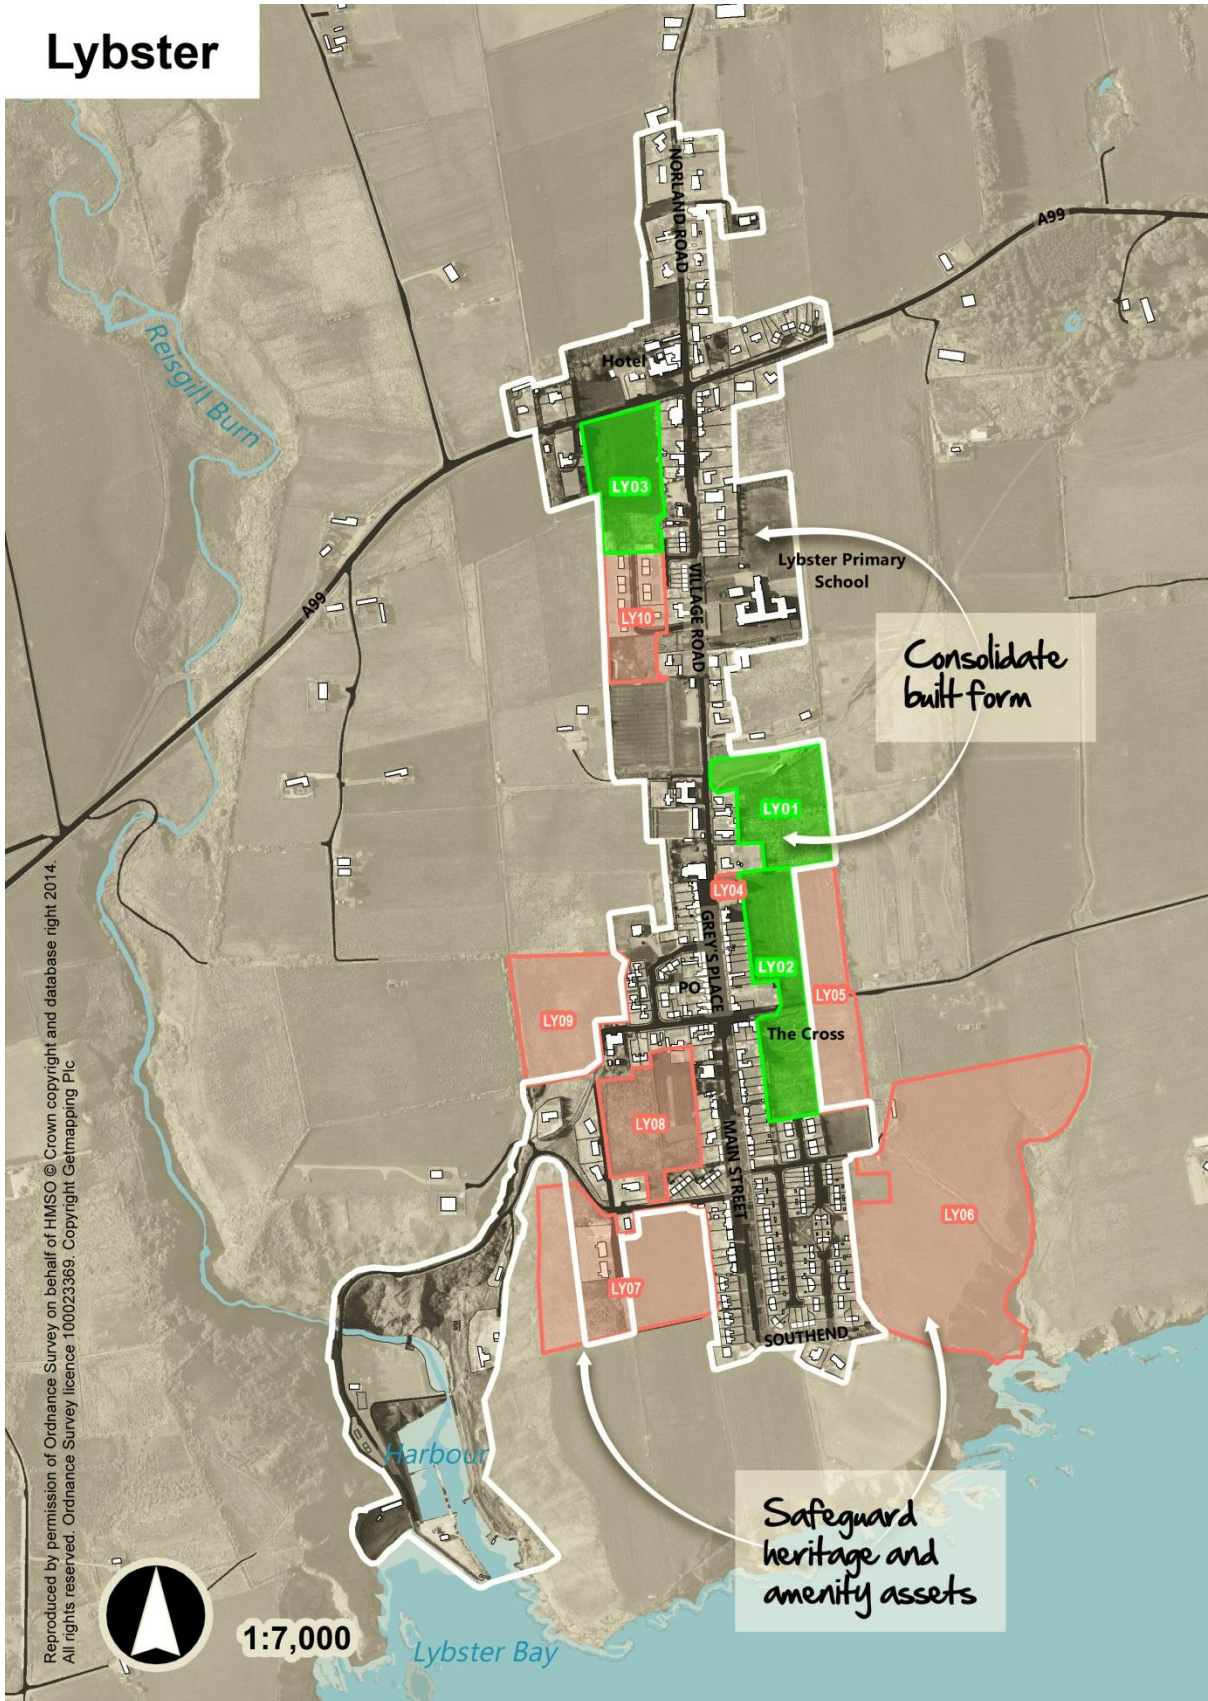 Lybster
NORLAND ROAD
A99
Reisgill Burn
Hotel
LY03
Lybster Primary
School
VILLAGE ROAD
LY10
A99
Consolidate
built form
LY01
LY04
GREY'S PLACE
LY02
PO
LY05
LY09
The Cross
LY08
MAIN STREET
LY06
LY07
SOUTHEND
Harbour
Safeguard
heritage and
amenity assets
Lybster Bay
1:7,000
Reproduced by permission of Ordnance Survey on behalf of HMSO © Crown copyright and database right 2014.
All rights reserved. Ordnance Survey licence 100023369. Copyright Getmapping Plc